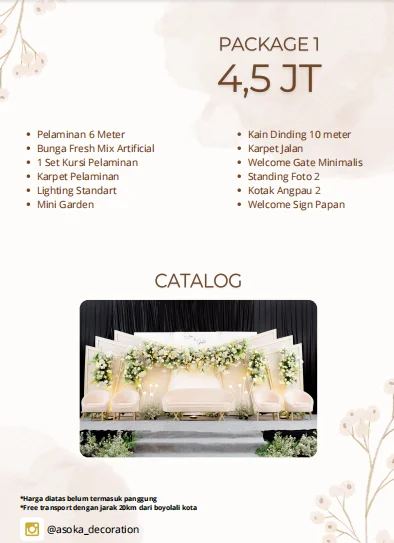 PACKAGE 1
4,5 JT
Pelaminan 6 Meter
Bunga Fresh Mix Artificial
1 Set Kursi Pelaminan
Karpet Pelaminan
Lighting Standart
Mini Garden
Kain Dinding 10 meter
Karpet Jalan
Welcome Gate Minimalis
Standing Foto 2
Kotak Angpau 2
Welcome Sign Papan
CATALOG
*Harga diatas belum termasuk panggung
*Free transport dengan jarak 20km dari boyolali kota
@asoka_decoration